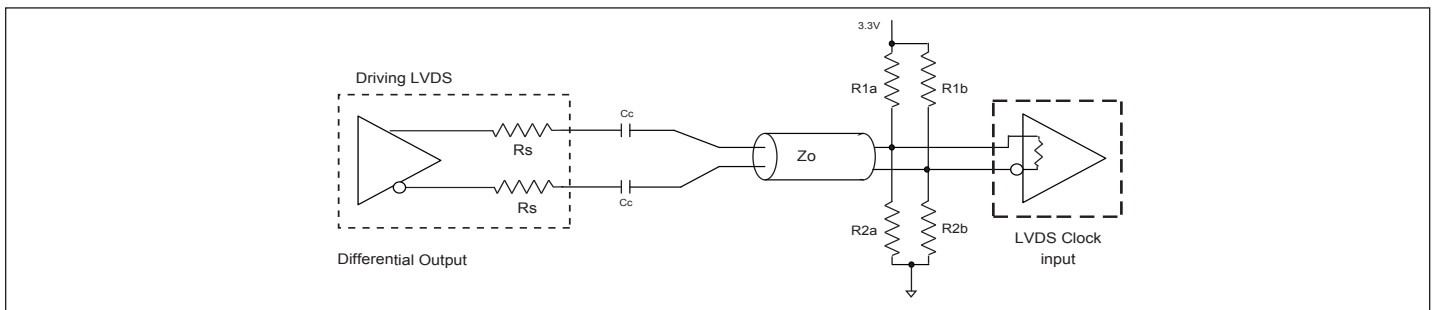 3.3V
Driving LVDS
R1a
R1b
Cc
Rs
Zo
Rs
Cc
R2a
R2b
LVDS Clock
input
Differential Output